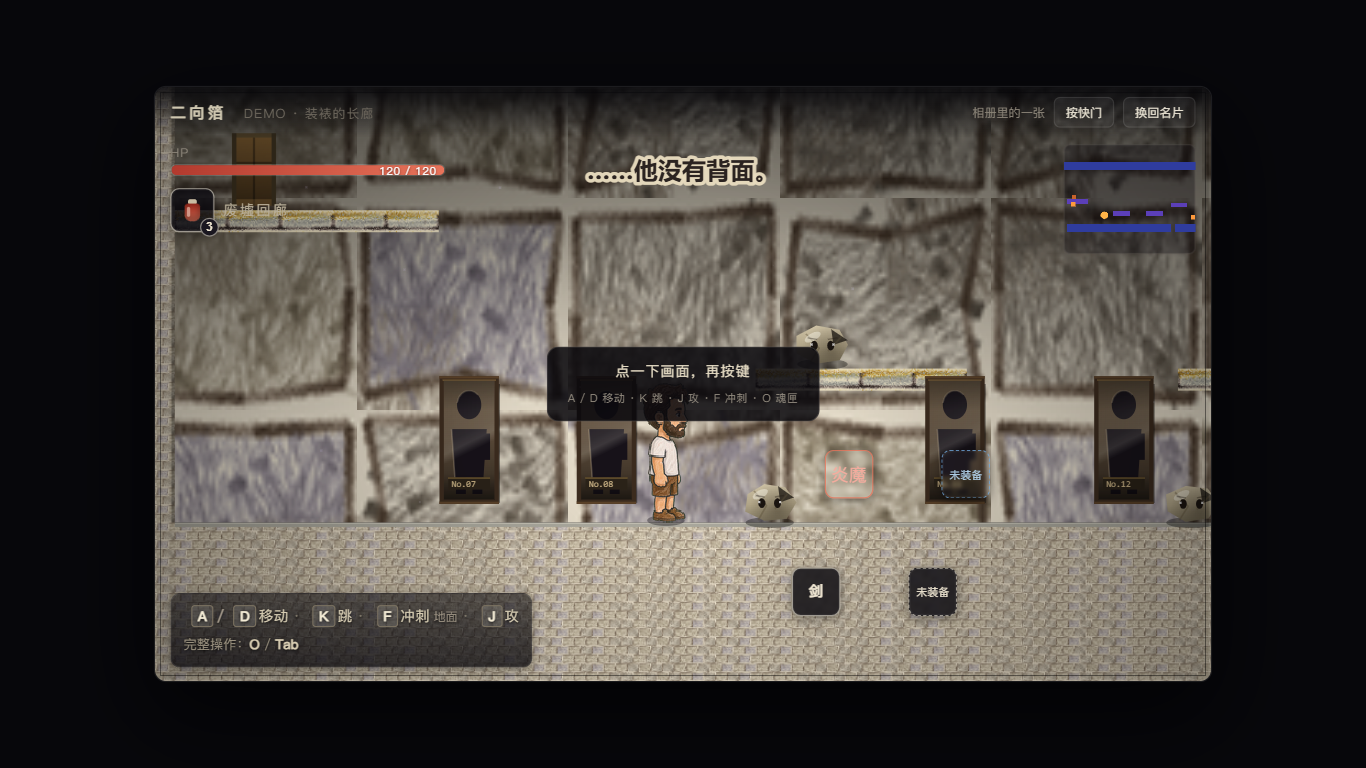 二向箔 DEMO · 装裱的长廊
相册里的一张 按快门 换回名片
HP
120 / 120
……他没有背面。
3 废墟回廊
点一下画面，再按键
A / D 移动 · K 跳 · J 攻 · F 冲刺 · O 魂匣
No.07
No.08
No.12
炎魔
未装备
剑
未装备
A / D 移动 · K 跳 · F 冲刺 地面 · J 攻
完整操作：O / Tab